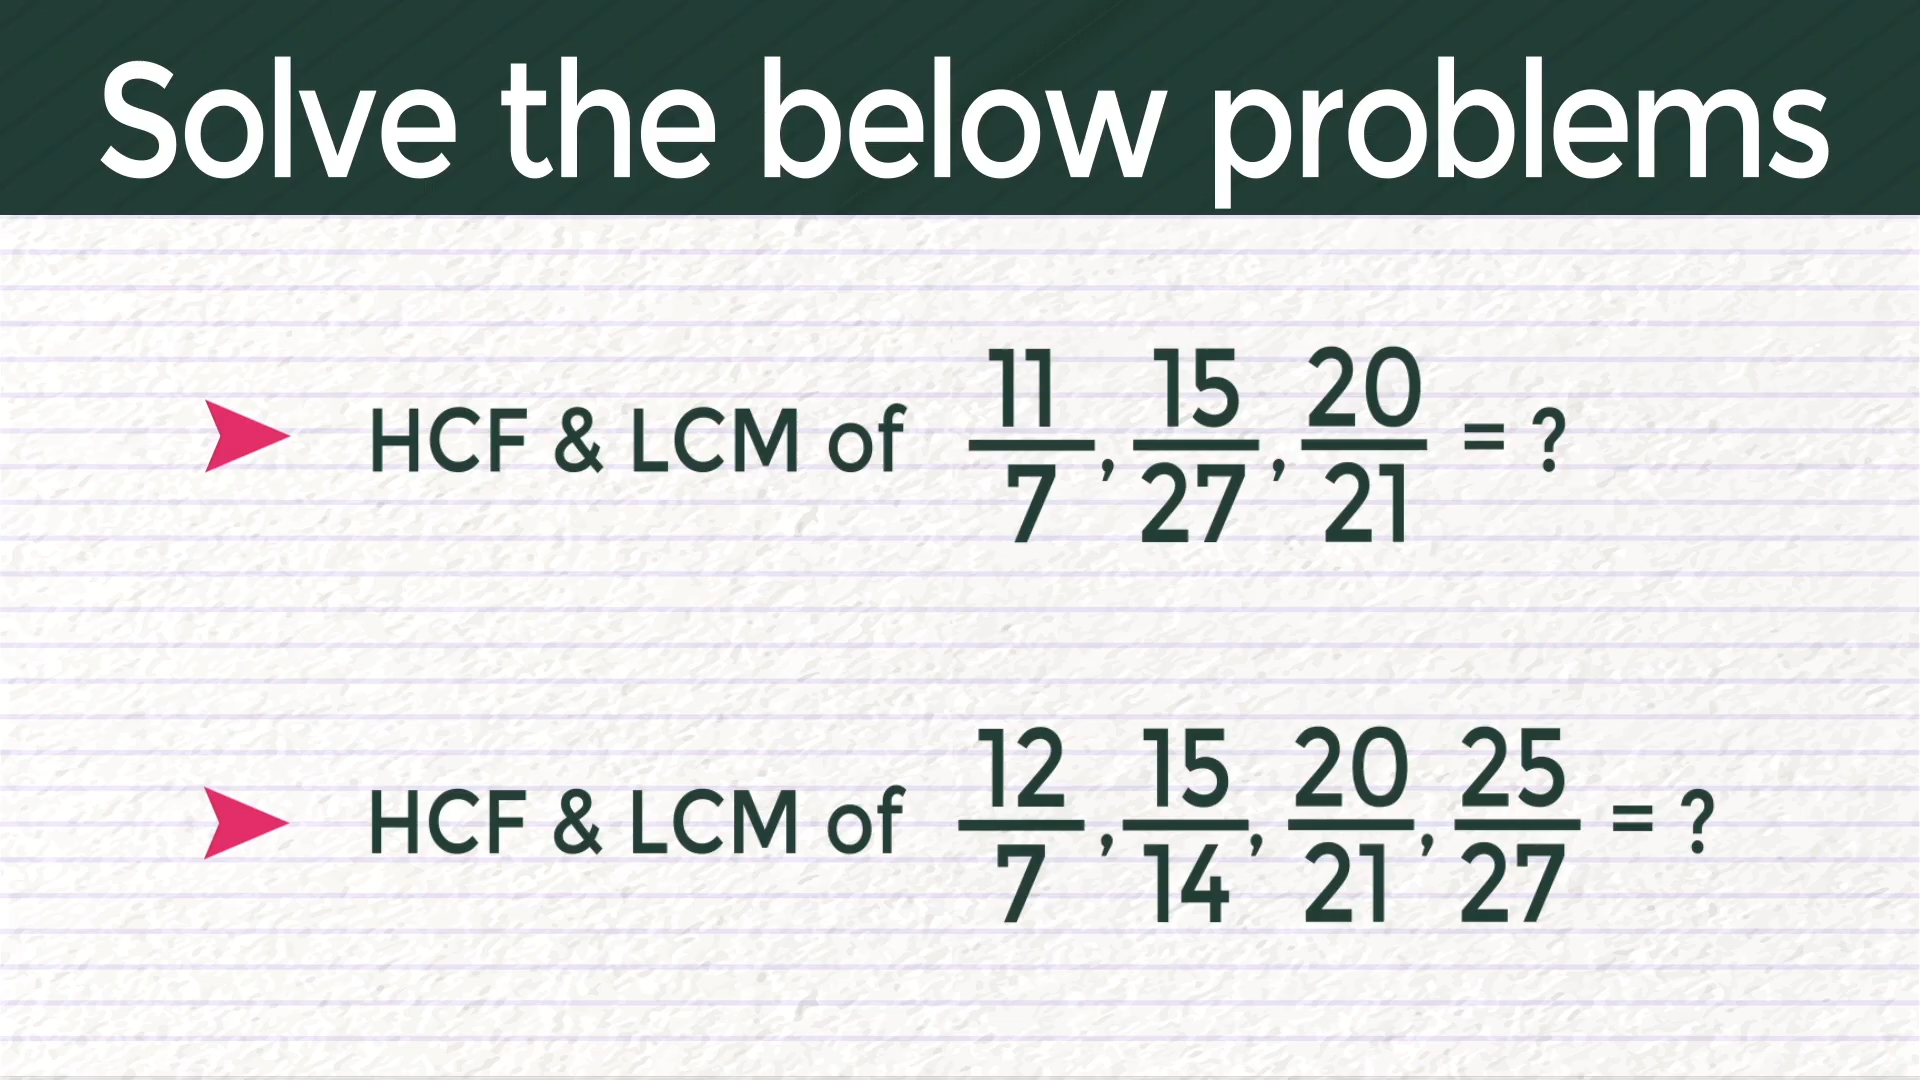 Solve the below problems
HCF & LCM of 11/7, 15/27, 20/21 = ?
HCF & LCM of 12/7, 15/14, 20/21, 25/27 = ?